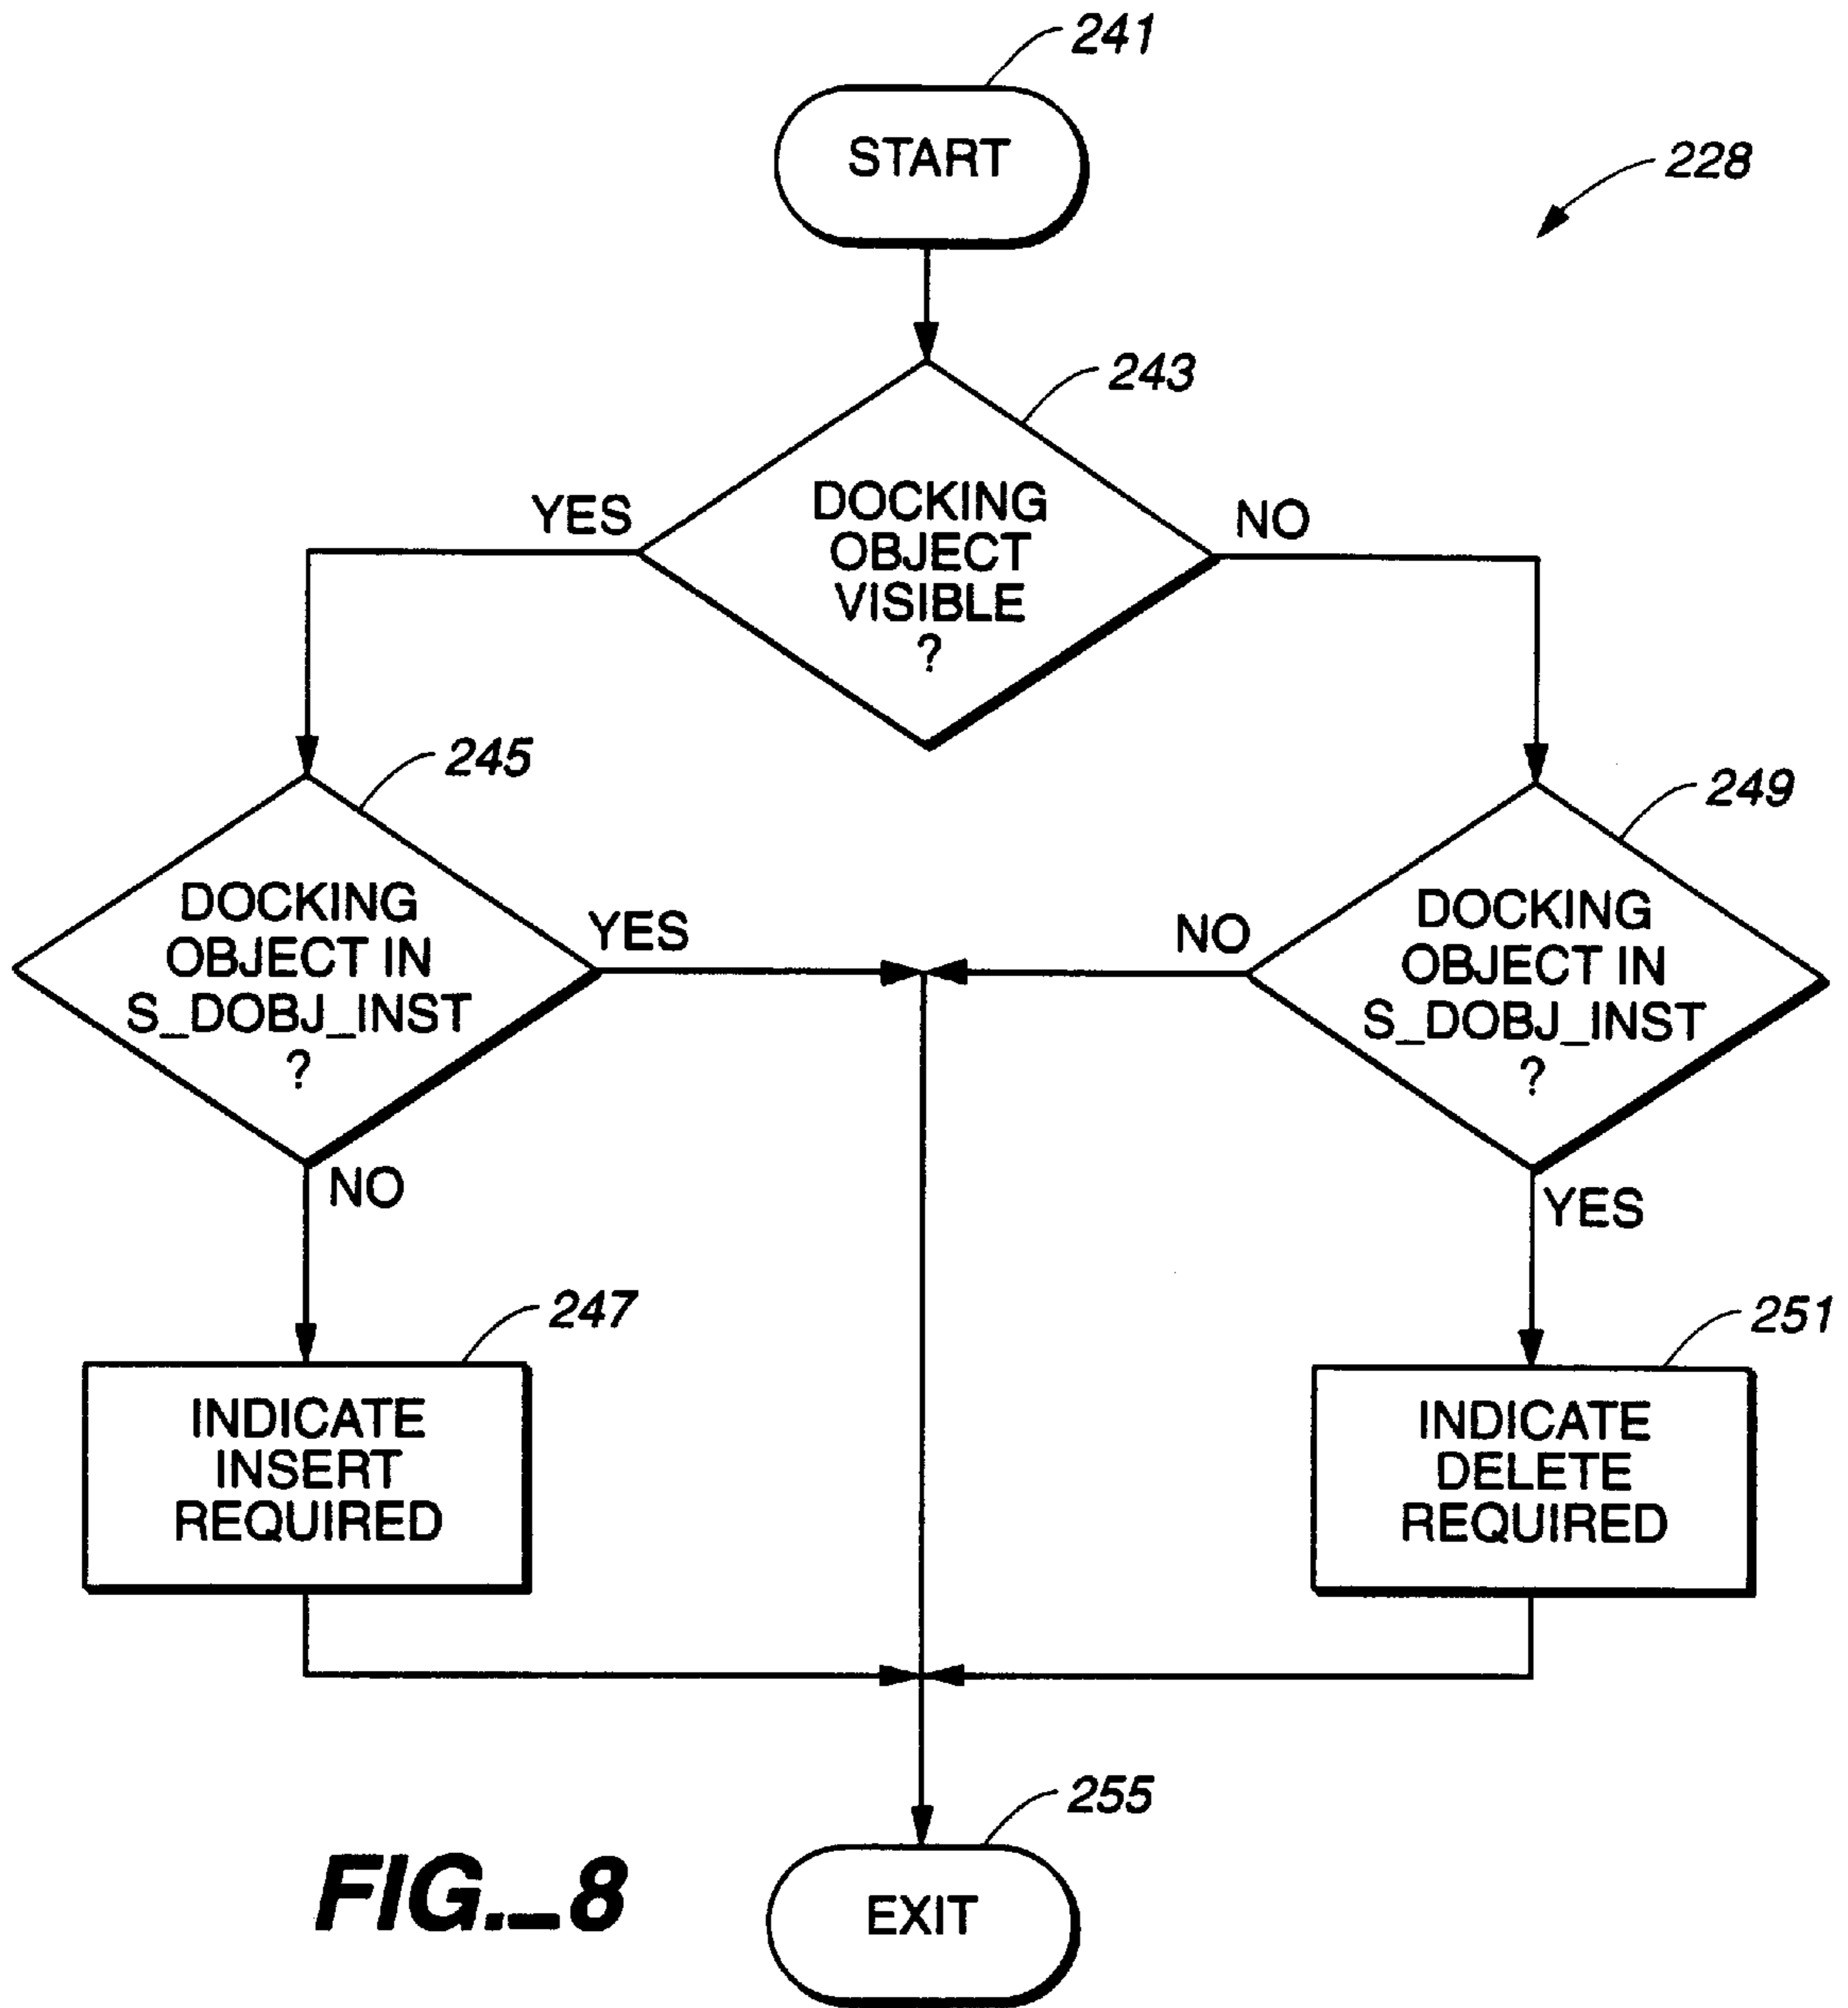 241
START
228
243
DOCKING
OBJECT
VISIBLE
?
YES
NO
245
249
DOCKING
OBJECT IN
S_DOBJ_INST
?
YES
NO
DOCKING
OBJECT IN
S_DOBJ_INST
?
NO
YES
247
251
INDICATE
INSERT
REQUIRED
INDICATE
DELETE
REQUIRED
255
EXIT
FIG._8